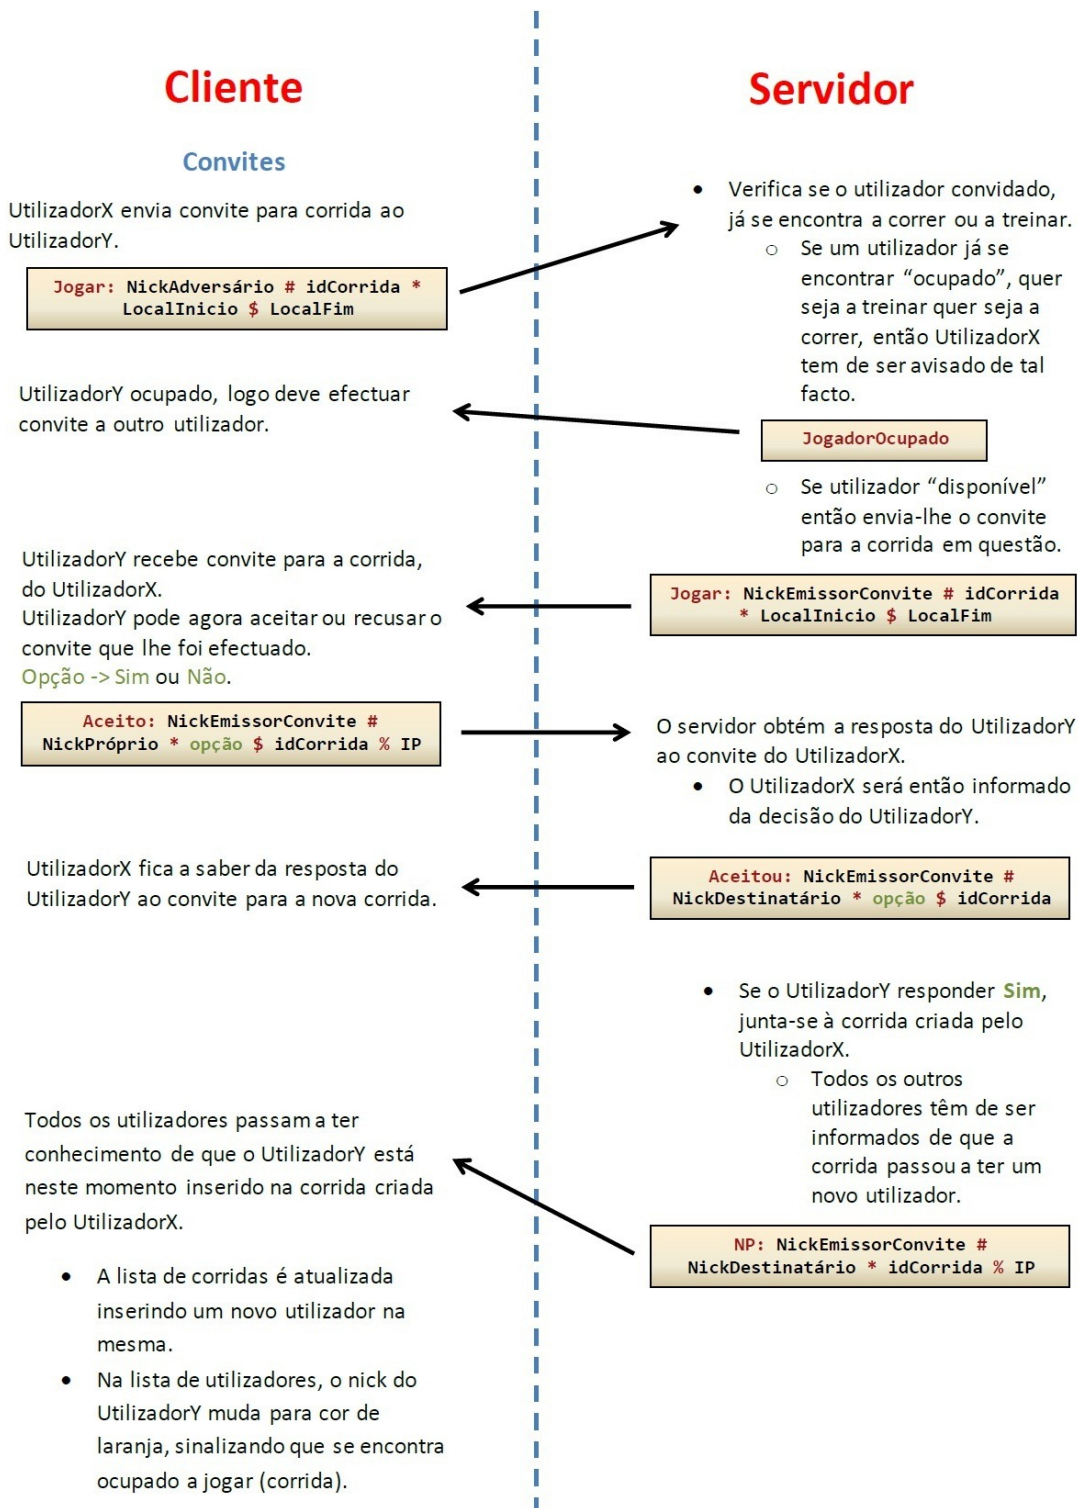 Cliente
Servidor
Convites
UtilizadorX envia convite para corrida ao
UtilizadorY.
Jogar: NickAdversário # idCorrida *
LocalInicio $ LocalFim
• Verifica se o utilizador convidado,
já se encontra a correr ou a treinar.
o Se um utilizador já se
encontrar “ocupado”, quer
seja a treinar quer seja a
correr, então UtilizadorX
tem de ser avisado de tal
facto.
JogadorOcupado
UtilizadorY ocupado, logo deve efectuar
convite a outro utilizador.
o Se utilizador “disponível”
então envia-lhe o convite
para a corrida em questão.
Jogar: NickEmissorConvite # idCorrida
* LocalInicio $ LocalFim
UtilizadorY recebe convite para a corrida,
do UtilizadorX.
UtilizadorY pode agora aceitar ou recusar o
convite que lhe foi efectuado.
Opção -> Sim ou Não.
Aceito: NickEmissorConvite #
NickPróprio * opção $ idCorrida % IP
O servidor obtém a resposta do UtilizadorY
ao convite do UtilizadorX.
• O UtilizadorX será então informado
da decisão do UtilizadorY.
Aceitou: NickEmissorConvite #
NickDestinatário * opção $ idCorrida
UtilizadorX fica a saber da resposta do
UtilizadorY ao convite para a nova corrida.
• Se o UtilizadorY responder Sim,
junta-se à corrida criada pelo
UtilizadorX.
o Todos os outros
utilizadores têm de ser
informados de que a
corrida passou a ter um
novo utilizador.
NP: NickEmissorConvite #
NickDestinatário * idCorrida % IP
Todos os utilizadores passam a ter
conhecimento de que o UtilizadorY está
neste momento inserido na corrida criada
pelo UtilizadorX.
• A lista de corridas é atualizada
inserindo um novo utilizador na
mesma.
• Na lista de utilizadores, o nick do
UtilizadorY muda para cor de
laranja, sinalizando que se encontra
ocupado a jogar (corrida).